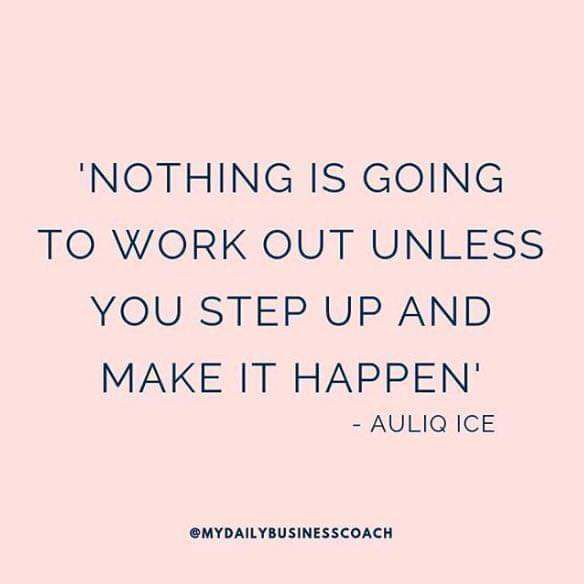 'NOTHING IS GOING
TO WORK OUT UNLESS
YOU STEP UP AND
MAKE IT HAPPEN'
- AULIQ ICE
@MYDAILYBUSINESSCOACH